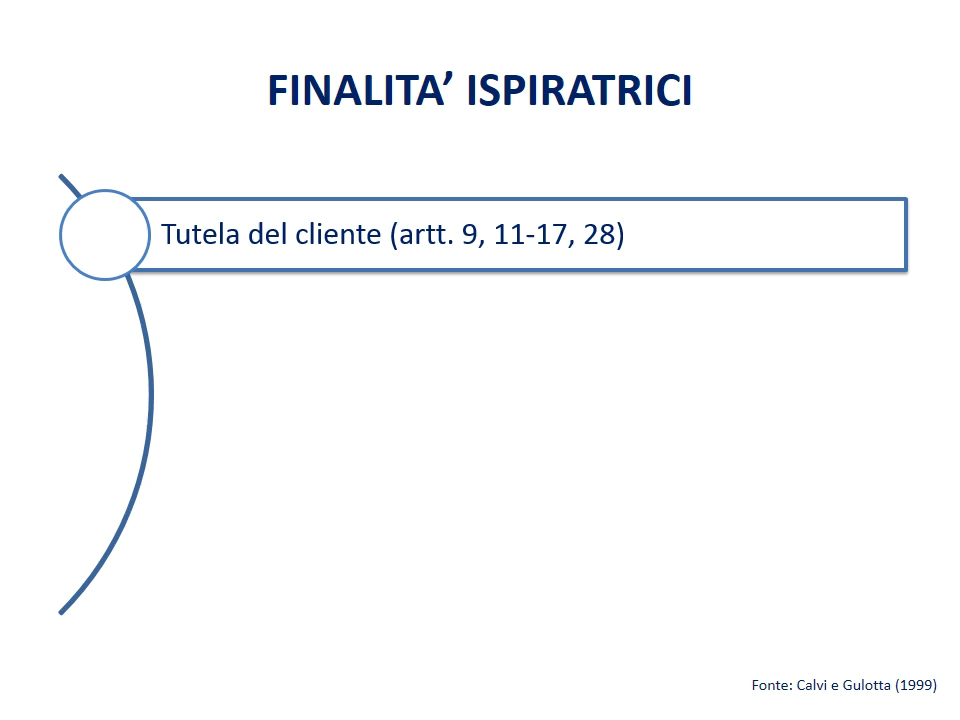 FINALITA’ ISPIRATRICI
Tutela del cliente (artt. 9, 11-17, 28)
Fonte: Calvi e Gulotta (1999)